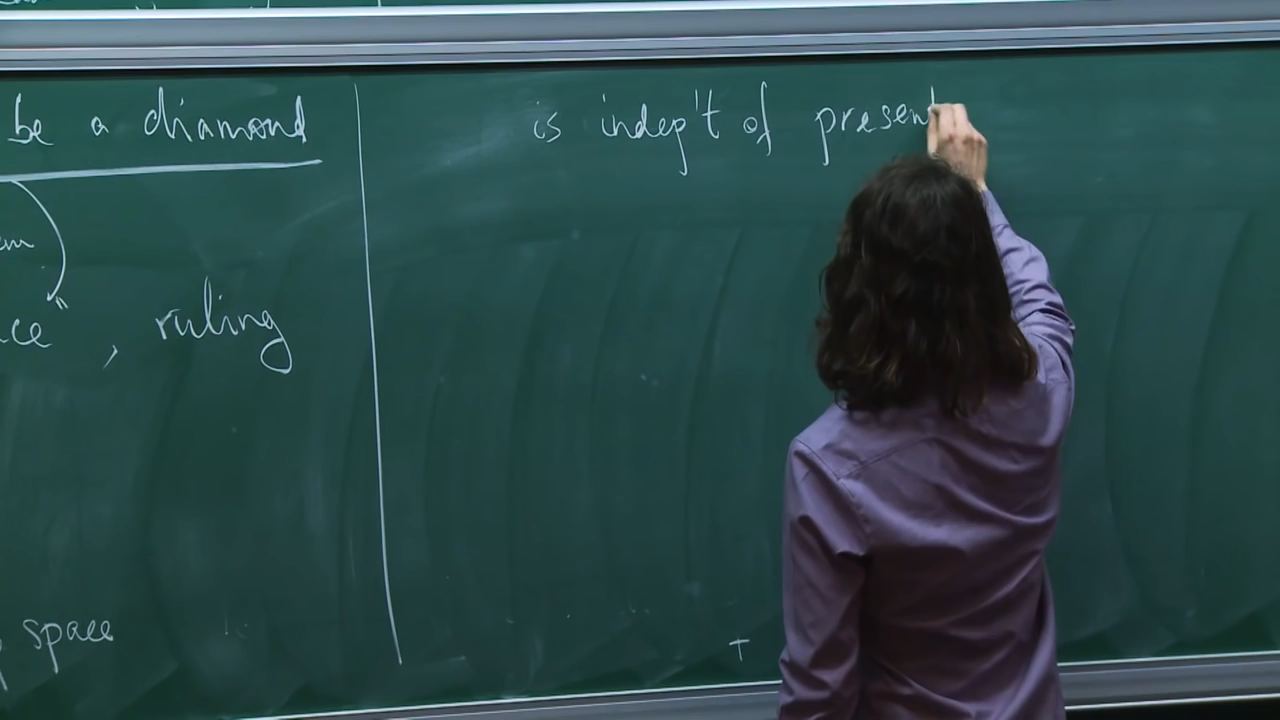 be a diamond
ruling
space
is indep't of present